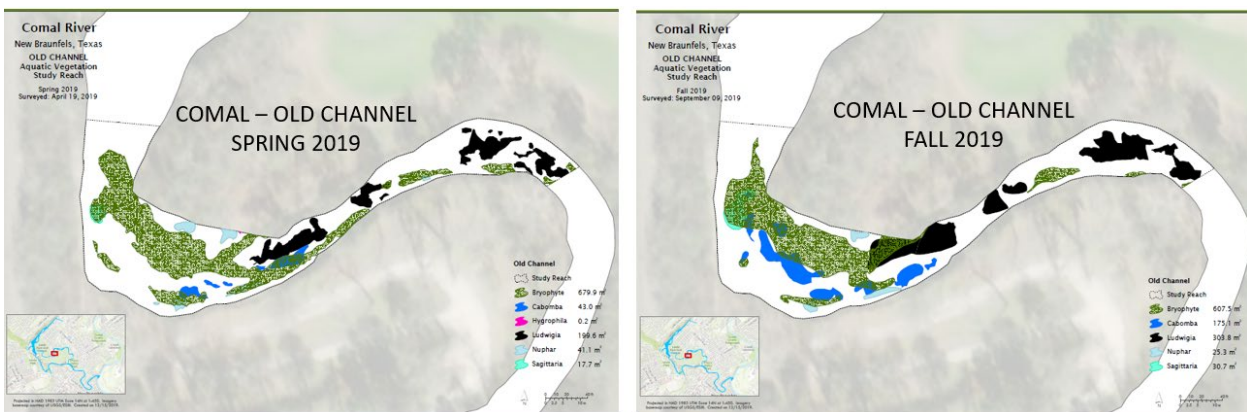 Comal River
New Braunfels, Texas
OLD CHANNEL
Aquatic Vegetation
Study Reach
Spring 2019
Surveyed: April 19, 2019
COMAL – OLD CHANNEL
SPRING 2019
Old Channel
Study Reach
Bryophyte 679.9 m²
Cabomba 43.0 m²
Hygrophila 0.2 m²
Ludwigia 199.6 m²
Nuphar 41.1 m²
Sagittaria 17.7 m²
Comal River
New Braunfels, Texas
OLD CHANNEL
Aquatic Vegetation
Study Reach
Fall 2019
Surveyed: September 09, 2019
COMAL – OLD CHANNEL
FALL 2019
Old Channel
Study Reach
Bryophyte 607.5 m²
Cabomba 175.1 m²
Ludwigia 303.8 m²
Nuphar 25.3 m²
Sagittaria 30.7 m²